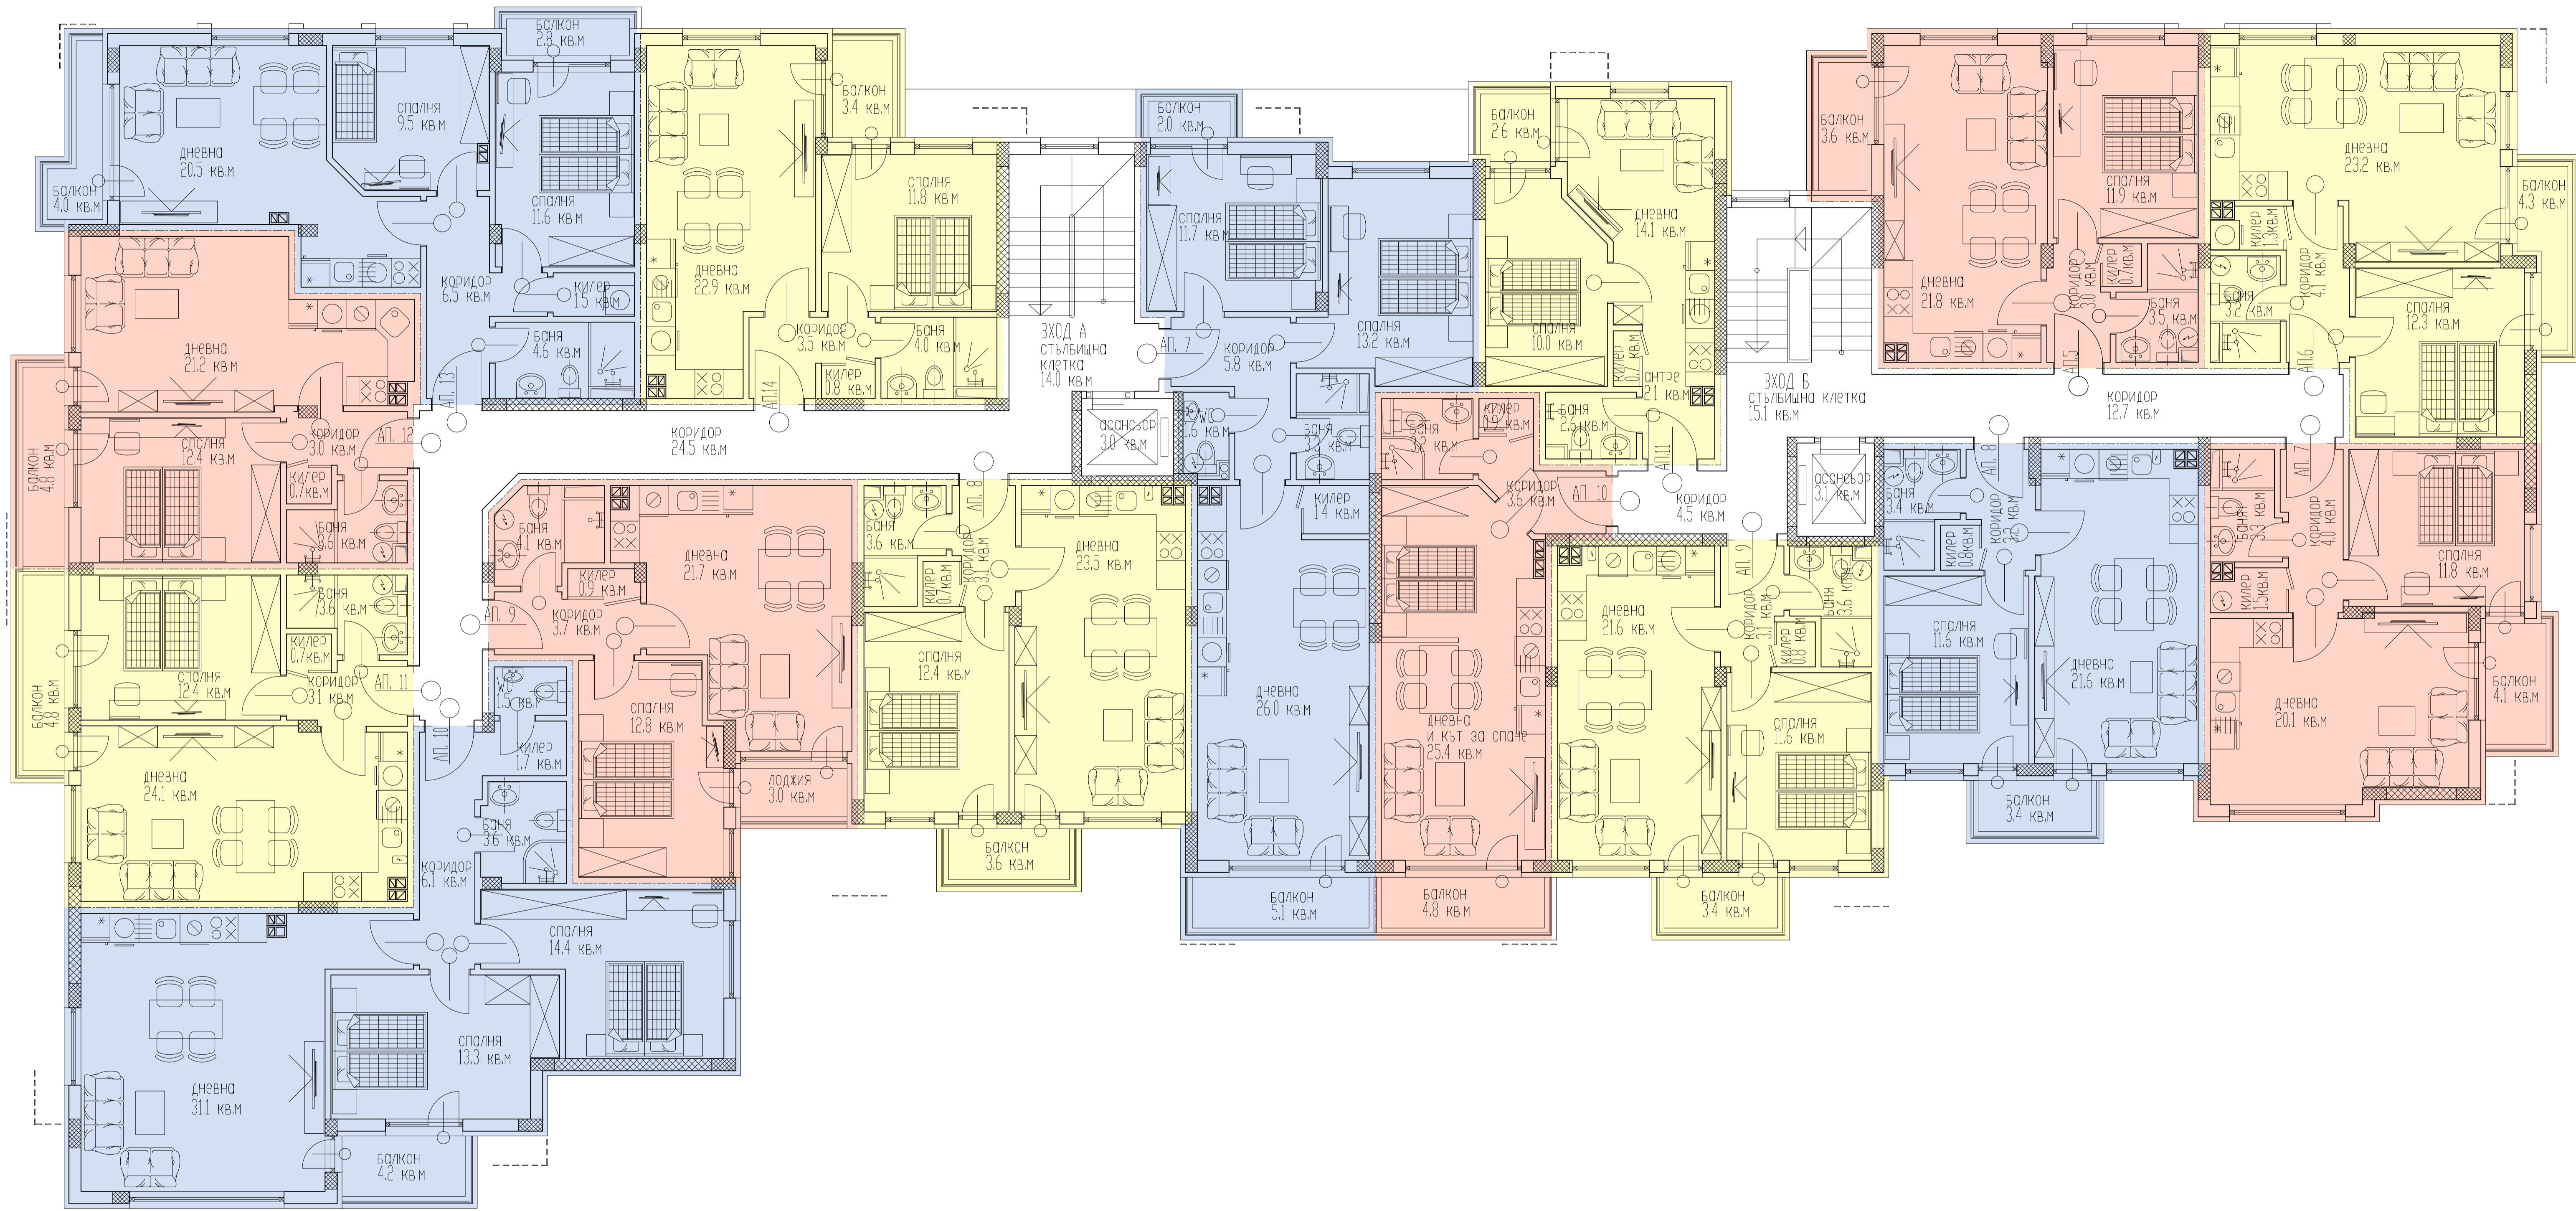 балкон
2.8 кв.м
дневна
20.5 кв.м
спалня
9.5 кв.м
спалня
11.6 кв.м
балкон
4.0 кв.м
коридор
6.5 кв.м
килер
1.5 кв.м
баня
4.6 кв.м
АП. 13
дневна
22.9 кв.м
балкон
3.4 кв.м
спалня
11.8 кв.м
коридор
3.5 кв.м
баня
4.0 кв.м
килер
0.8 кв.м
АП.14
ВХОД А
стълбищна
клетка
14.0 кв.м
асансьор
3.0 кв.м
коридор
24.5 кв.м
дневна
21.2 кв.м
балкон
4.8 кв.м
спалня
12.4 кв.м
коридор
3.0 кв.м
АП. 12
килер
0.7кв.м
баня
3.6 кв.м
баня
3.6 кв.м
килер
0.7кв.м
спалня
12.4 кв.м
коридор
3.1 кв.м
АП. 11
балкон
4.8 кв.м
дневна
24.1 кв.м
АП. 10
WC
1.5 кв.м
килер
1.7 кв.м
баня
3.6 кв.м
коридор
6.1 кв.м
спалня
14.4 кв.м
спалня
13.3 кв.м
дневна
31.1 кв.м
балкон
4.2 кв.м
АП. 9
баня
4.1 кв.м
килер
0.9 кв.м
коридор
3.7 кв.м
дневна
21.7 кв.м
спалня
12.8 кв.м
лоджия
3.0 кв.м
АП. 8
баня
3.6 кв.м
коридор
3.1 кв.м
килер
0.7кв.м
дневна
23.5 кв.м
спалня
12.4 кв.м
балкон
3.6 кв.м
балкон
2.0 кв.м
спалня
11.7 кв.м
спалня
13.2 кв.м
АП. 7
коридор
5.8 кв.м
WC
1.6 кв.м
баня
3.3 кв.м
килер
1.4 кв.м
дневна
26.0 кв.м
балкон
5.1 кв.м
балкон
2.6 кв.м
дневна
14.1 кв.м
спалня
10.0 кв.м
килер
0.7 кв.м
антре
2.1 кв.м
баня
2.6 кв.м
АП.11
баня
3.2 кв.м
килер
0.9 кв.м
коридор
3.6 кв.м
АП. 10
дневна
и кът за спане
25.4 кв.м
балкон
4.8 кв.м
ВХОД Б
стълбищна клетка
15.1 кв.м
коридор
4.5 кв.м
асансьор
3.1 кв.м
коридор
12.7 кв.м
АП. 9
дневна
21.6 кв.м
коридор
3.1 кв.м
баня
3.6 кв.м
килер
0.8 кв.м
спалня
11.6 кв.м
балкон
3.4 кв.м
балкон
3.6 кв.м
дневна
21.8 кв.м
спалня
11.9 кв.м
коридор
3.0 кв.м
килер
0.7кв.м
баня
3.5 кв.м
АП.5
дневна
23.2 кв.м
балкон
4.3 кв.м
килер
1.3кв.м
коридор
4.1 кв.м
баня
3.2 кв.м
спалня
12.3 кв.м
АП.6
АП. 8
баня
3.4 кв.м
килер
0.8кв.м
коридор
спалня
11.6 кв.м
дневна
21.6 кв.м
балкон
3.4 кв.м
АП. 7
баня
3.3 кв.м
коридор
4.0 кв.м
килер
1.5кв.м
спалня
11.8 кв.м
дневна
20.1 кв.м
балкон
4.1 кв.м